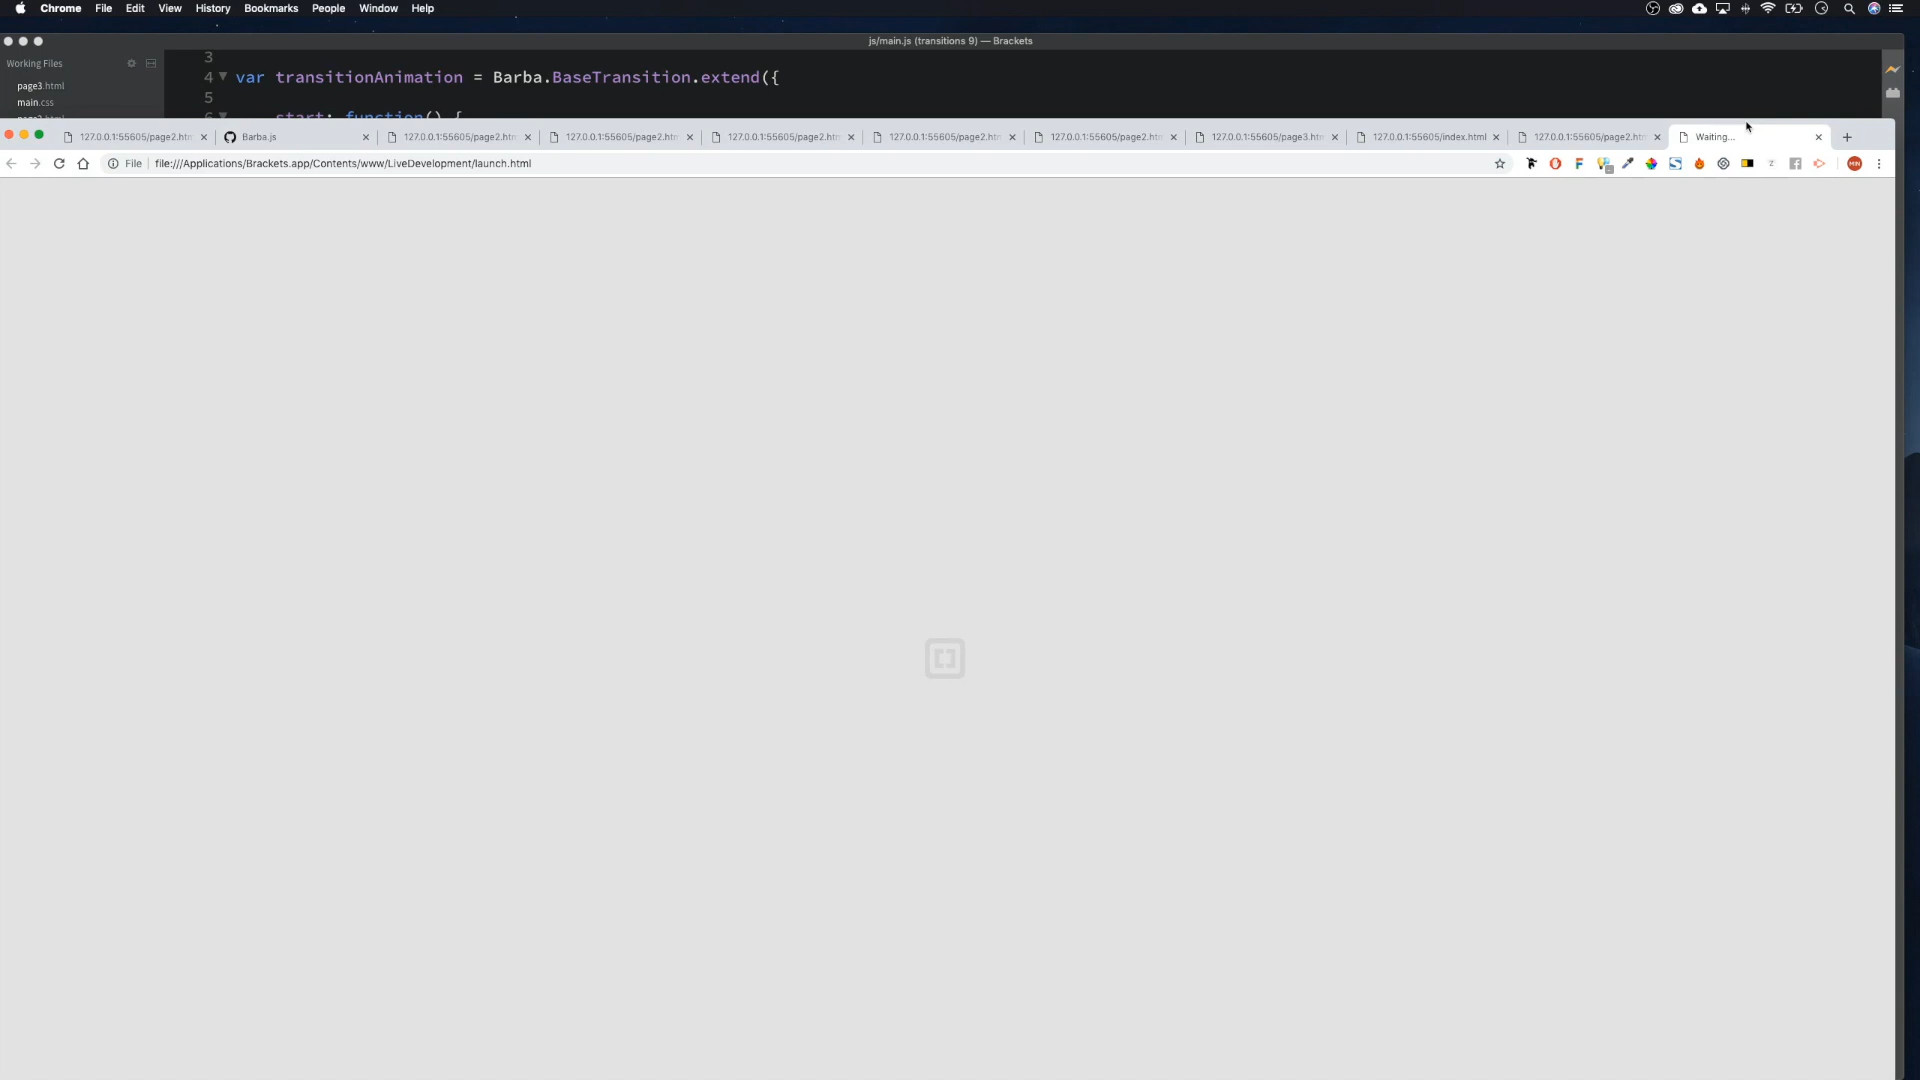 Chrome File Edit View History Bookmarks People Window Help
js/main.js (transitions 9) — Brackets
Working Files
page3.html
main.css
3
4 var transitionAnimation = Barba.BaseTransition.extend({
5
start: function() {
127.0.0.1:55605/page2.htm Barba.js 127.0.0.1:55605/page2.htm 127.0.0.1:55605/page2.htm 127.0.0.1:55605/page2.htm 127.0.0.1:55605/page2.htm 127.0.0.1:55605/page2.htm 127.0.0.1:55605/page3.htm 127.0.0.1:55605/index.html 127.0.0.1:55605/page2.htm Waiting...
File file:///Applications/Brackets.app/Contents/www/LiveDevelopment/launch.html